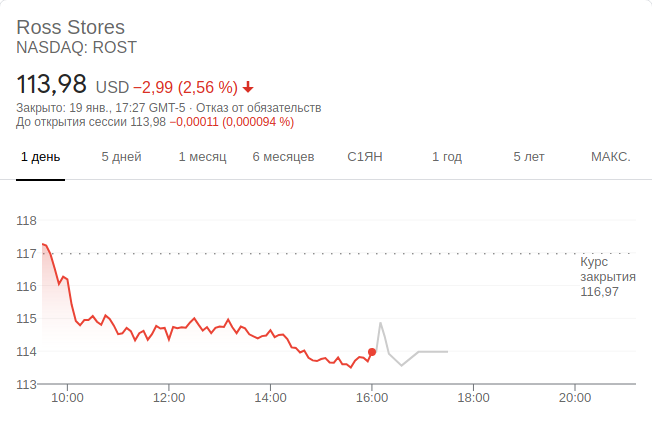 Ross Stores
NASDAQ: ROST
113,98 USD −2,99 (2,56 %)
Закрыто: 19 янв., 17:27 GMT-5 · Отказ от обязательств
До открытия сессии 113,98 −0,00011 (0,000094 %)
1 день 5 дней 1 месяц 6 месяцев С1ЯН 1 год 5 лет МАКС.
118
117
Курс
закрытия
116,97
116
115
114
113
10:00 12:00 14:00 16:00 18:00 20:00